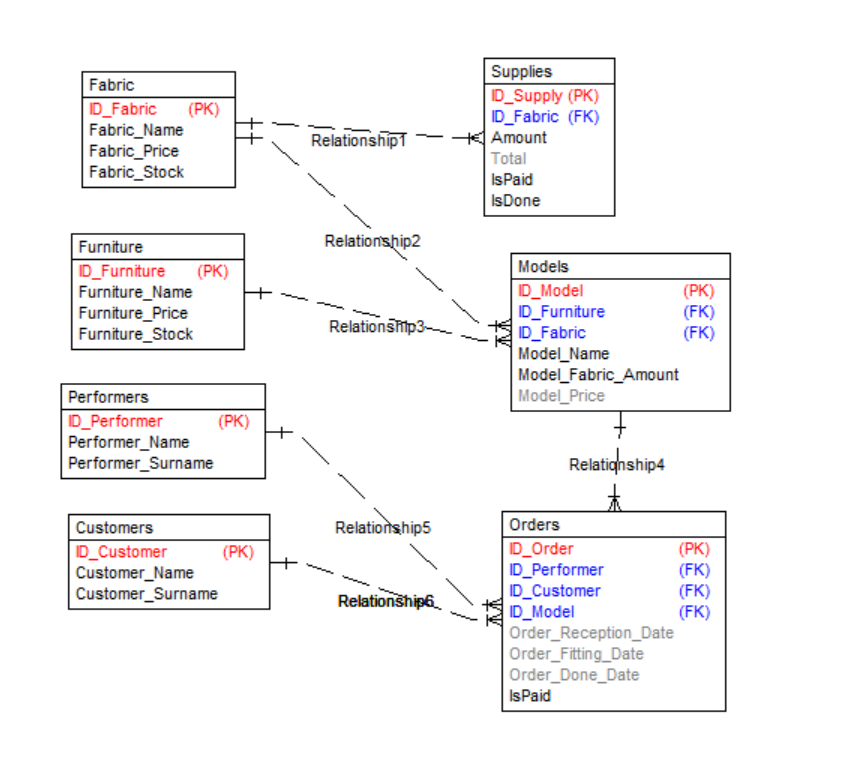 Fabric
ID_Fabric (PK)
Fabric_Name
Fabric_Price
Fabric_Stock
Supplies
ID_Supply (PK)
ID_Fabric (FK)
Amount
Total
IsPaid
IsDone
Relationship1
Relationship2
Furniture
ID_Furniture (PK)
Furniture_Name
Furniture_Price
Furniture_Stock
Relationship3
Models
ID_Model (PK)
ID_Furniture (FK)
ID_Fabric (FK)
Model_Name
Model_Fabric_Amount
Model_Price
Performers
ID_Performer (PK)
Performer_Name
Performer_Surname
Relationship4
Relationship5
Customers
ID_Customer (PK)
Customer_Name
Customer_Surname
Relationship6
Orders
ID_Order (PK)
ID_Performer (FK)
ID_Customer (FK)
ID_Model (FK)
Order_Reception_Date
Order_Fitting_Date
Order_Done_Date
IsPaid